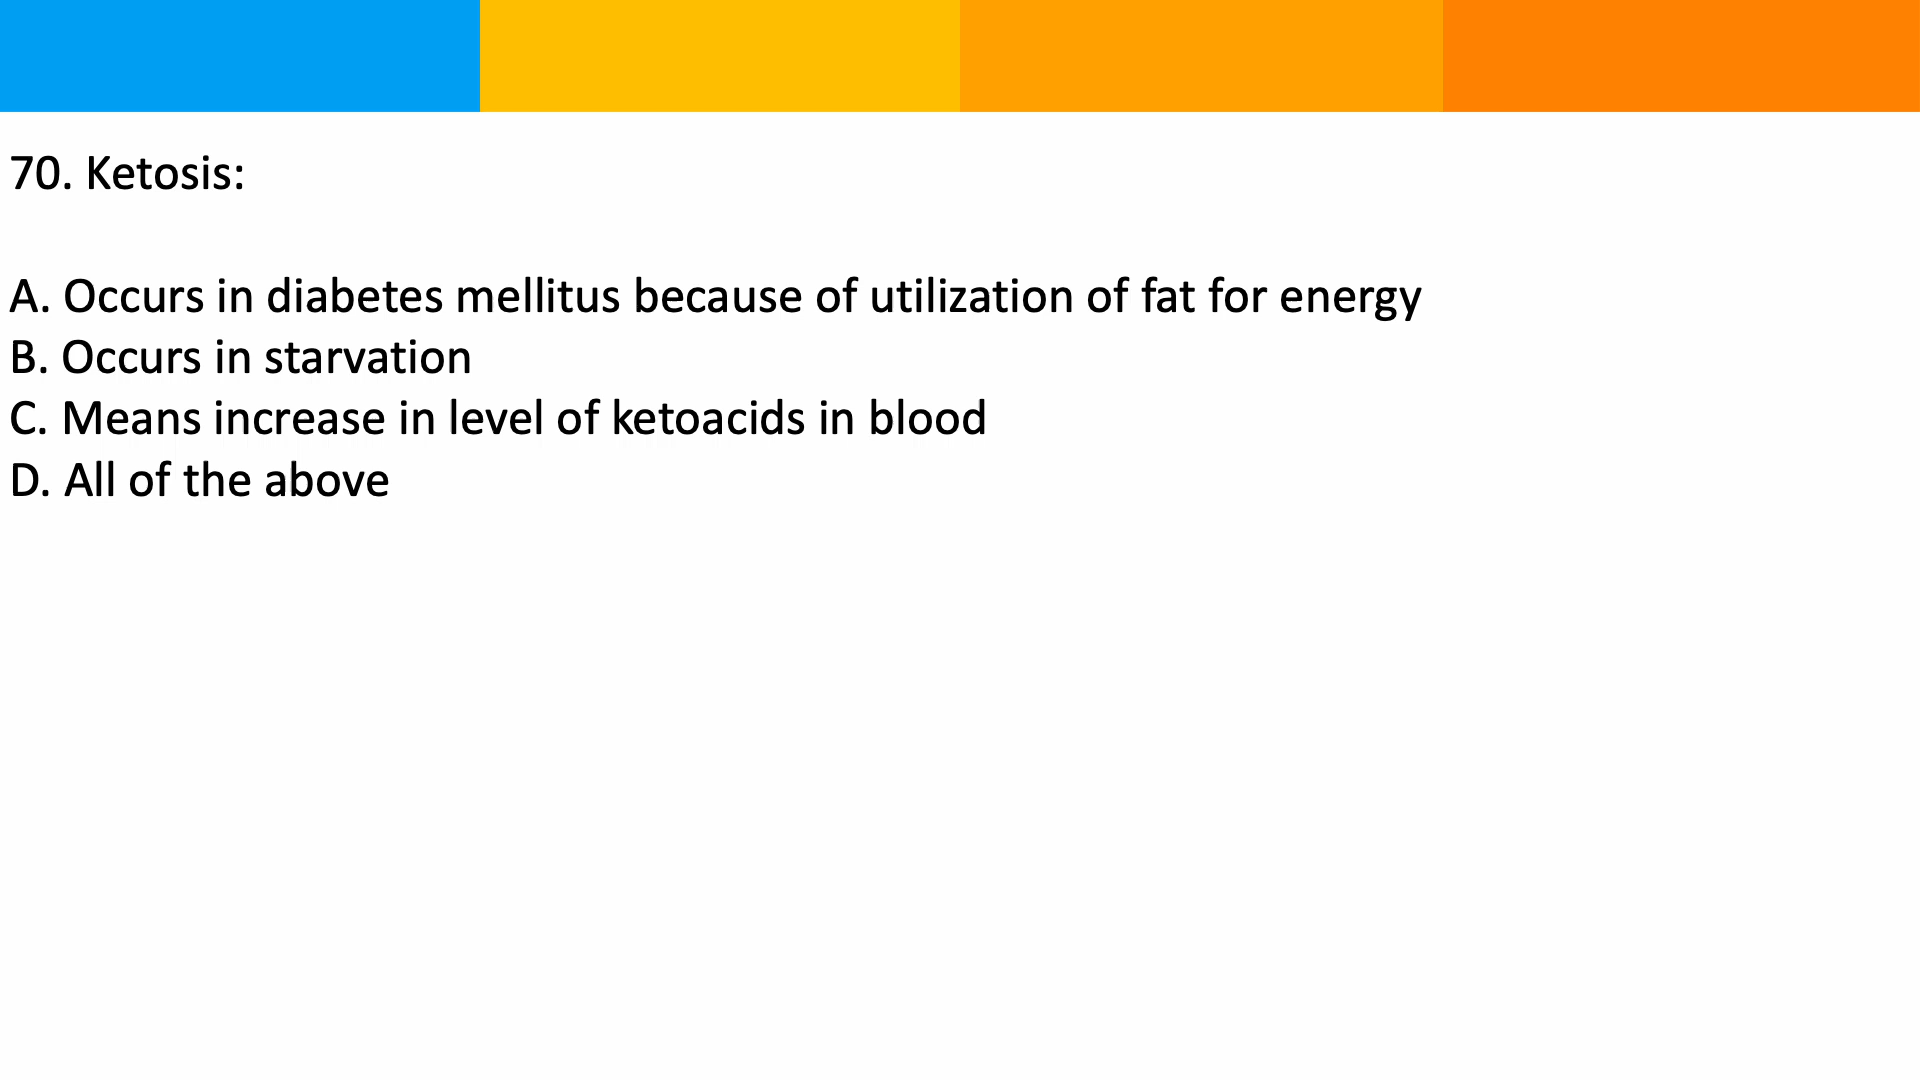 70. Ketosis:
A. Occurs in diabetes mellitus because of utilization of fat for energy
B. Occurs in starvation
C. Means increase in level of ketoacids in blood
D. All of the above